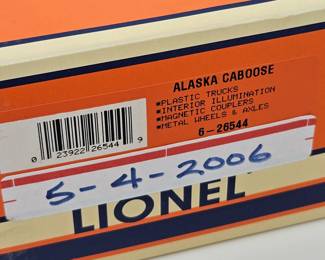 ALASKA CABOOSE
*PLASTIC TRUCKS
*INTERIOR ILLUMINATION
*MAGNETIC COUPLERS
*METAL WHEELS & AXLES
6-26544
0 23922 26544 9
5-4-2006
LIONEL